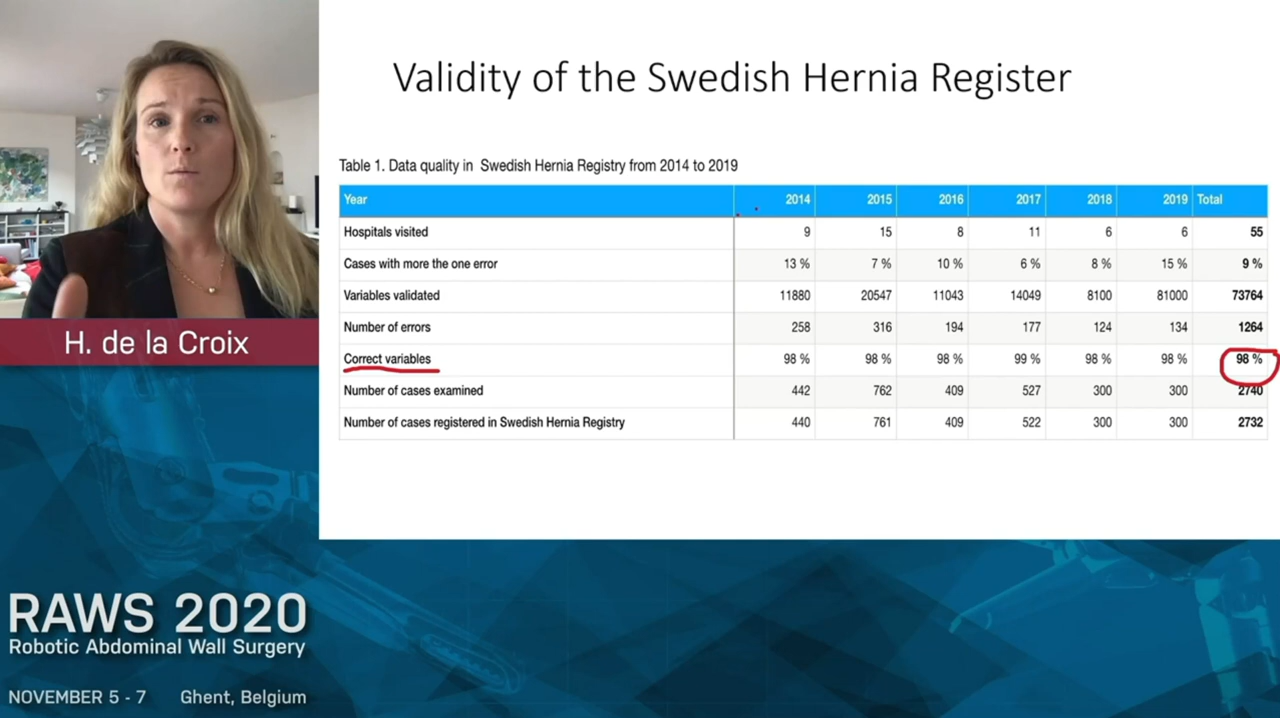 Validity of the Swedish Hernia Register
Table 1. Data quality in Swedish Hernia Registry from 2014 to 2019
Year 2014 2015 2016 2017 2018 2019 Total
Hospitals visited 9 15 8 11 6 6 55
Cases with more the one error 13 % 7 % 10 % 6 % 8 % 15 % 9 %
Variables validated 11880 20547 11043 14049 8100 81000 73764
Number of errors 258 316 194 177 124 134 1264
Correct variables 98 % 98 % 98 % 99 % 98 % 98 % 98 %
Number of cases examined 442 762 409 527 300 300 2740
Number of cases registered in Swedish Hernia Registry 440 761 409 522 300 300 2732
H. de la Croix
RAWS 2020
Robotic Abdominal Wall Surgery
NOVEMBER 5 - 7 Ghent, Belgium